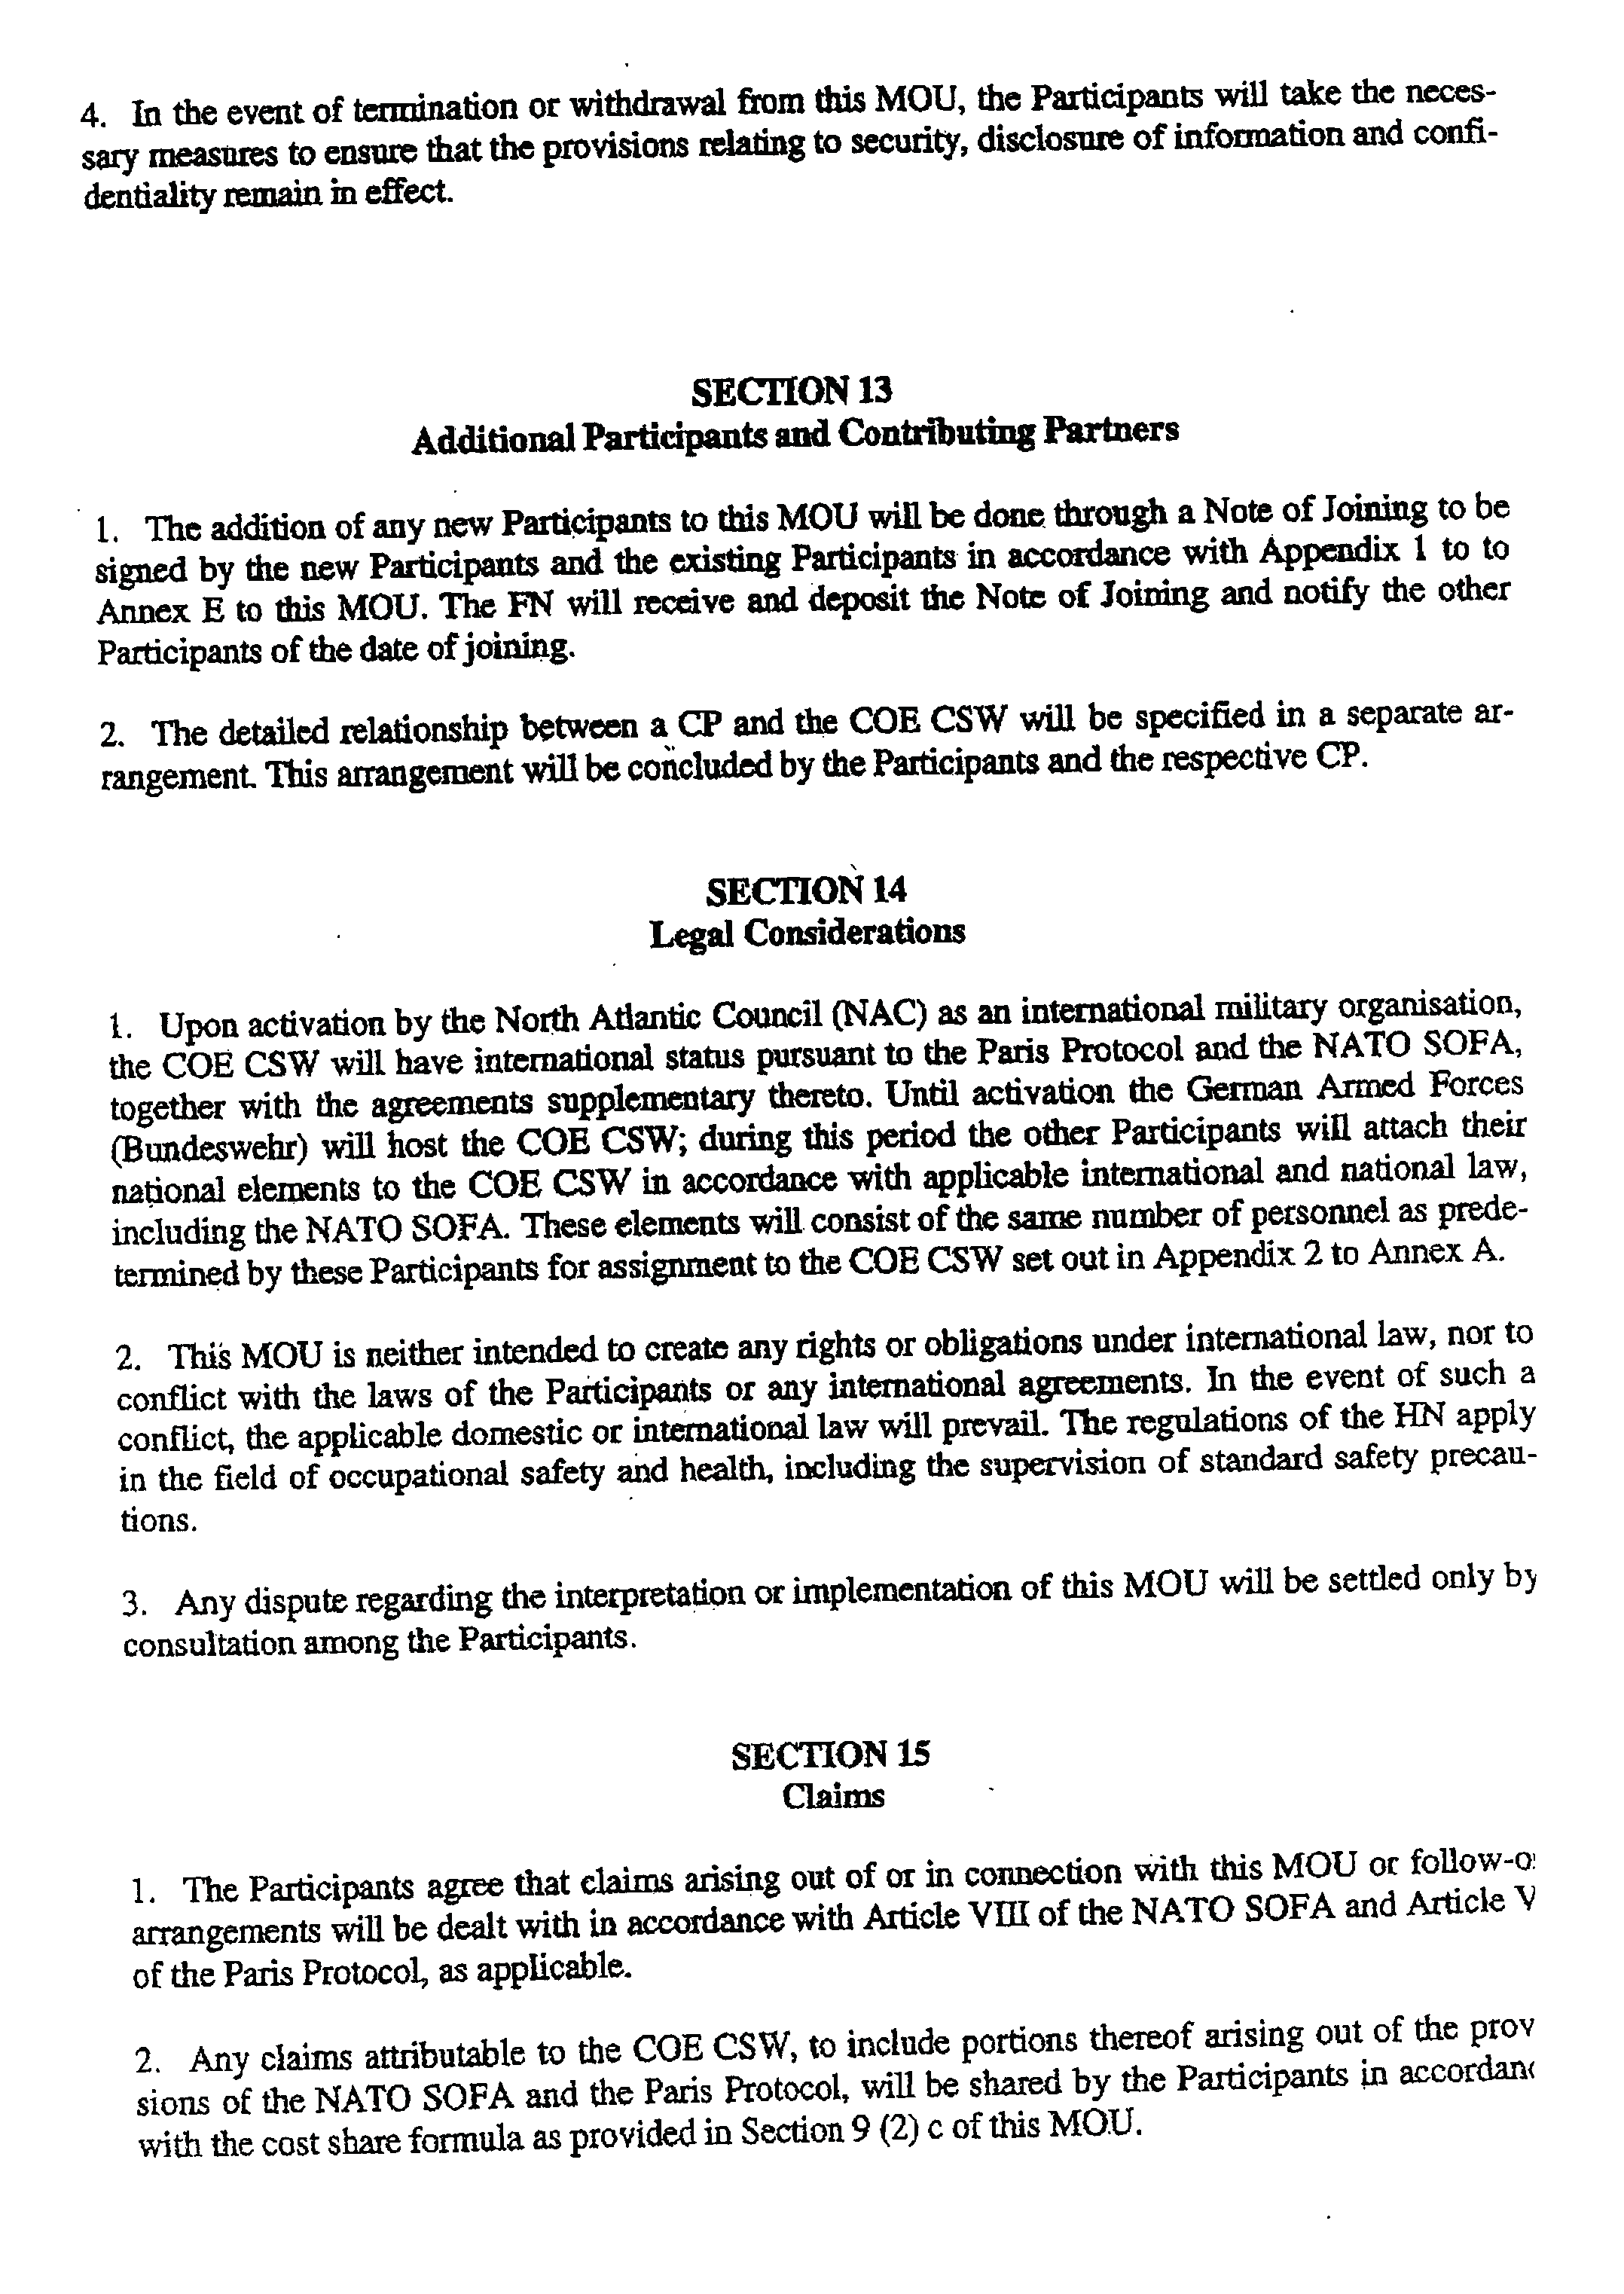 4. In the event of termination or withdrawal from this MOU, the Participants will take the neces-
sary measures to ensure that the provisions relating to security, disclosure of information and confi-
dentiality remain in effect.
SECTION 13
Additional Participants and Contributing Partners
1. The addition of any new Participants to this MOU will be done through a Note of Joining to be
signed by the new Participants and the existing Participants in accordance with Appendix 1 to to
Annex E to this MOU. The FN will receive and deposit the Note of Joining and notify the other
Participants of the date of joining.
2. The detailed relationship between a CP and the COE CSW will be specified in a separate ar-
rangement. This arrangement will be concluded by the Participants and the respective CP.
SECTION 14
Legal Considerations
1. Upon activation by the North Atlantic Council (NAC) as an international military organisation,
the COE CSW will have international status pursuant to the Paris Protocol and the NATO SOFA,
together with the agreements supplementary thereto. Until activation the German Armed Forces
(Bundeswehr) will host the COE CSW; during this period the other Participants will attach their
national elements to the COE CSW in accordance with applicable international and national law,
including the NATO SOFA. These elements will consist of the same number of personnel as prede-
termined by these Participants for assignment to the COE CSW set out in Appendix 2 to Annex A.
2. This MOU is neither intended to create any rights or obligations under international law, nor to
conflict with the laws of the Participants or any international agreements. In the event of such a
conflict, the applicable domestic or international law will prevail. The regulations of the HN apply
in the field of occupational safety and health, including the supervision of standard safety precau-
tions.
3. Any dispute regarding the interpretation or implementation of this MOU will be settled only by
consultation among the Participants.
SECTION 15
Claims
1. The Participants agree that claims arising out of or in connection with this MOU or follow-o
arrangements will be dealt with in accordance with Article VIII of the NATO SOFA and Article V
of the Paris Protocol, as applicable.
2. Any claims attributable to the COE CSW, to include portions thereof arising out of the prov
sions of the NATO SOFA and the Paris Protocol, will be shared by the Participants in accordan
with the cost share formula as provided in Section 9 (2) c of this MOU.